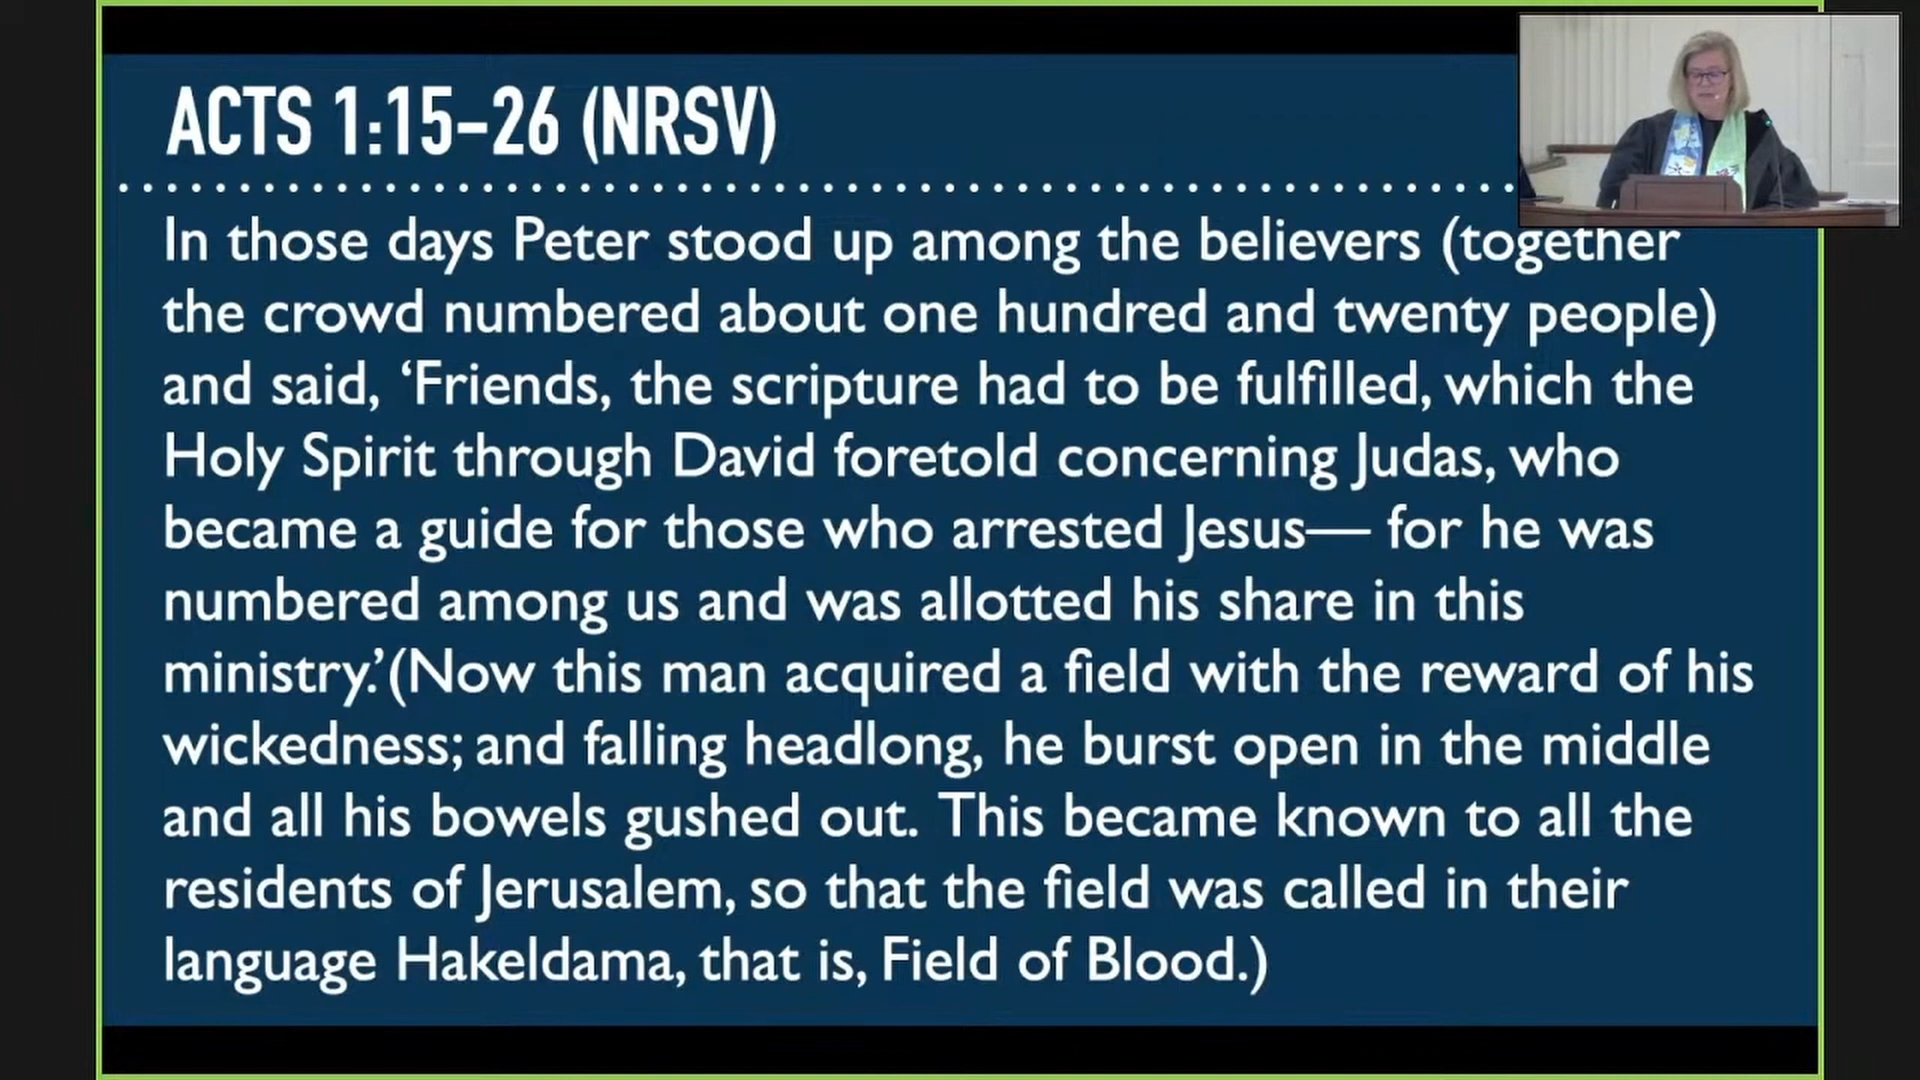 ACTS 1:15-26 (NRSV)
In those days Peter stood up among the believers (together
the crowd numbered about one hundred and twenty people)
and said, ‘Friends, the scripture had to be fulfilled, which the
Holy Spirit through David foretold concerning Judas, who
became a guide for those who arrested Jesus— for he was
numbered among us and was allotted his share in this
ministry.’(Now this man acquired a field with the reward of his
wickedness; and falling headlong, he burst open in the middle
and all his bowels gushed out. This became known to all the
residents of Jerusalem, so that the field was called in their
language Hakeldama, that is, Field of Blood.)